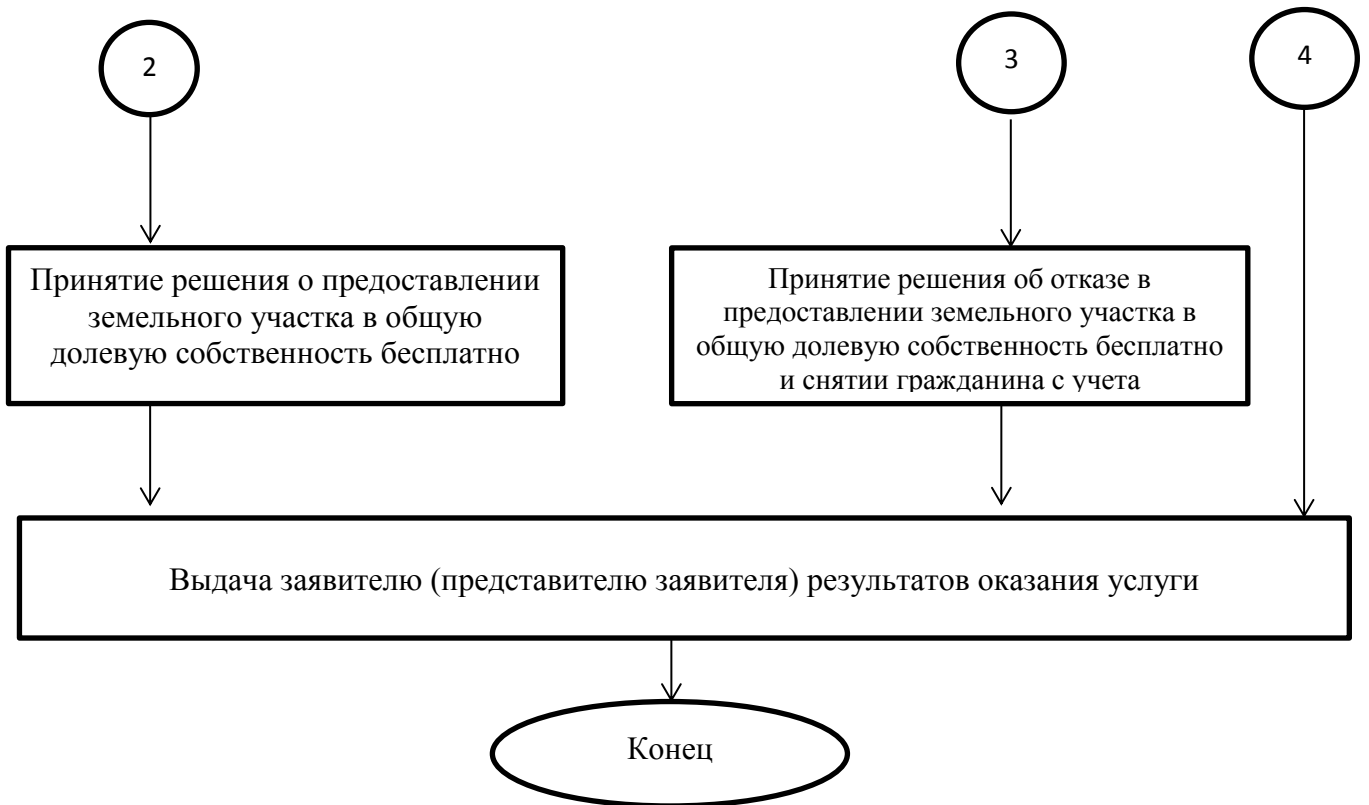 2
3
4
Принятие решения о предоставлении
земельного участка в общую
долевую собственность бесплатно
Принятие решения об отказе в
предоставлении земельного участка в
общую долевую собственность бесплатно
и снятии гражданина с учета
Выдача заявителю (представителю заявителя) результатов оказания услуги
Конец